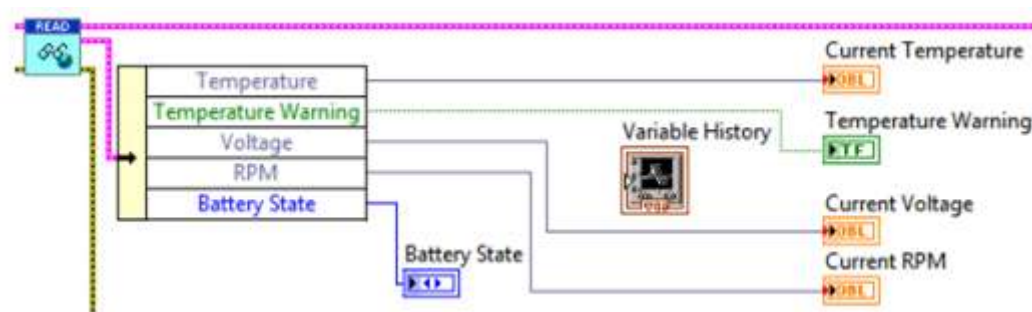 READ
Temperature
Temperature Warning
Voltage
RPM
Battery State
Battery State
Variable History
Current Temperature
DBL
Temperature Warning
TF
Current Voltage
DBL
Current RPM
DBL